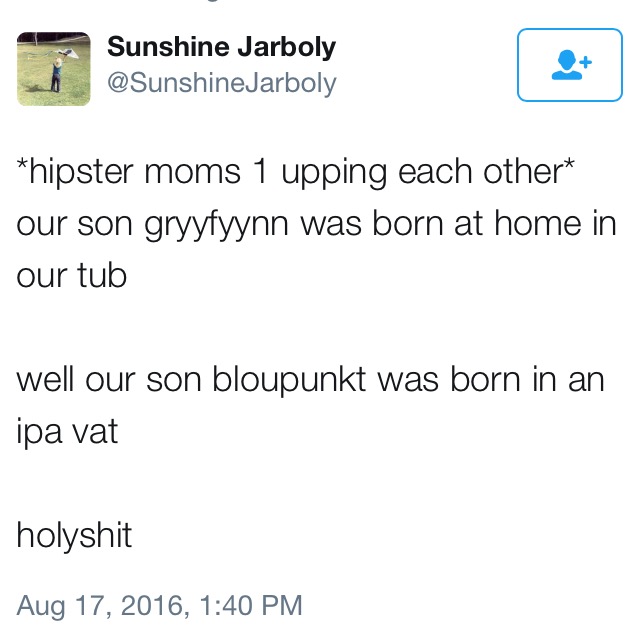 Sunshine Jarboly
@SunshineJarboly
*hipster moms 1 upping each other*
our son gryyfyynn was born at home in
our tub
well our son bloupunkt was born in an
ipa vat
holyshit
Aug 17, 2016, 1:40 PM